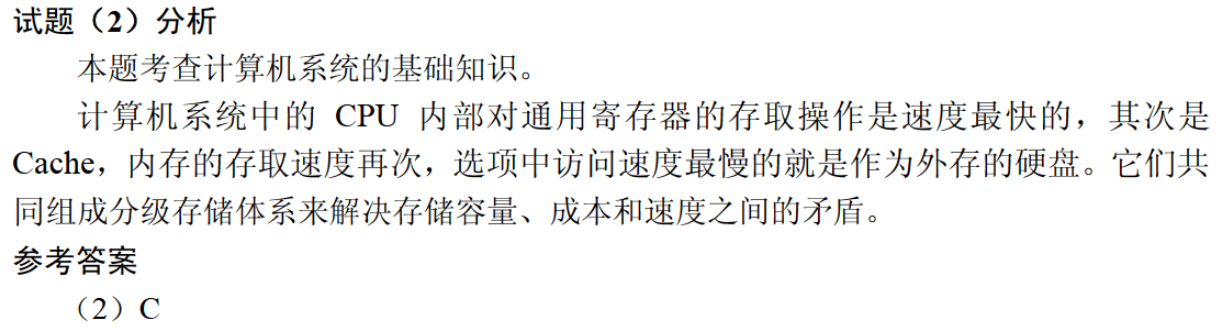 试题（2）分析
本题考查计算机系统的基础知识。
计算机系统中的 CPU 内部对通用寄存器的存取操作是速度最快的，其次是
Cache，内存的存取速度再次，选项中访问速度最慢的就是作为外存的硬盘。它们共
同组成分级存储体系来解决存储容量、成本和速度之间的矛盾。
参考答案
（2）C